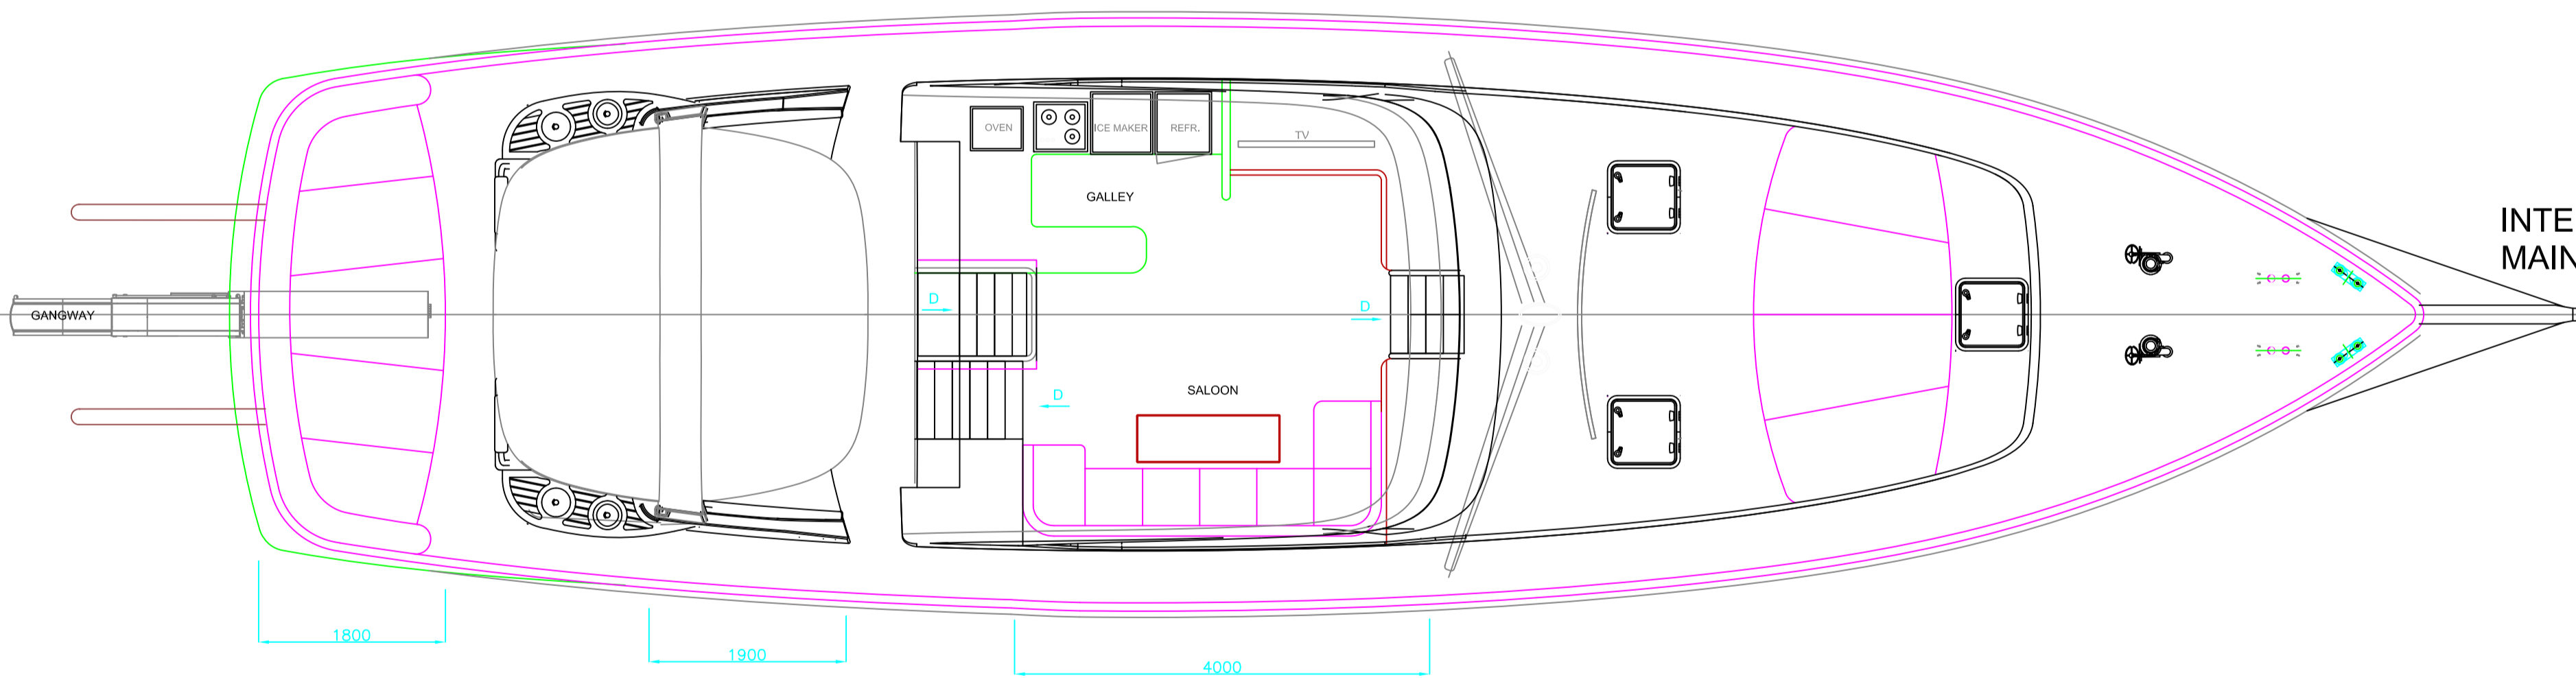 OVEN
ICE MAKER
REFR.
TV
GALLEY
INTE
MAIN
D
D
GANGWAY
SALOON
D
1800
1900
4000